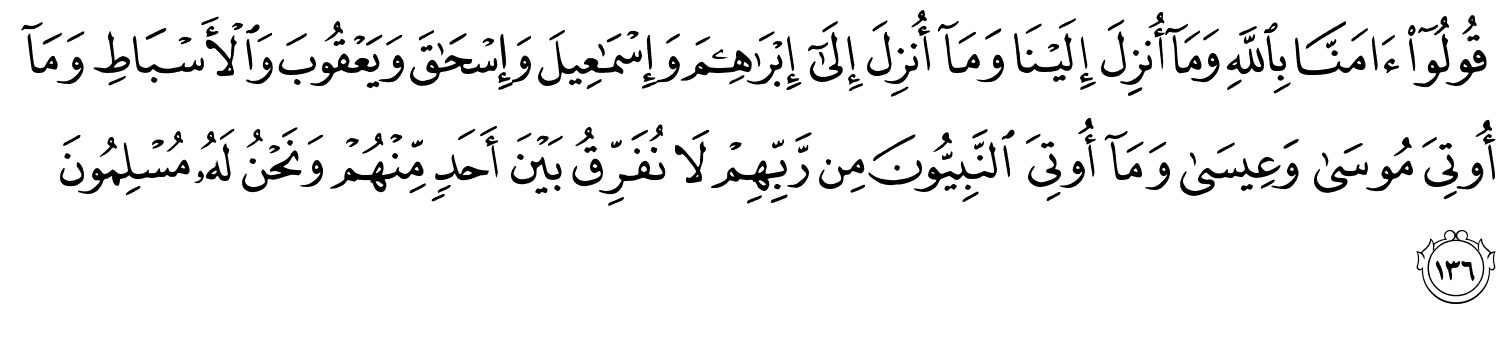 قُولُوٓا۟ ءَامَنَّا بِٱللَّهِ وَمَآ أُنزِلَ إِلَيْنَا وَمَآ أُنزِلَ إِلَىٰٓ إِبْرَٰهِـۧمَ وَإِسْمَـٰعِيلَ وَإِسْحَـٰقَ وَيَعْقُوبَ وَٱلْأَسْبَاطِ وَمَآ
أُوتِىَ مُوسَىٰ وَعِيسَىٰ وَمَآ أُوتِىَ ٱلنَّبِيُّونَ مِن رَّبِّهِمْ لَا نُفَرِّقُ بَيْنَ أَحَدٍ مِّنْهُمْ وَنَحْنُ لَهُۥ مُسْلِمُونَ
١٣٦